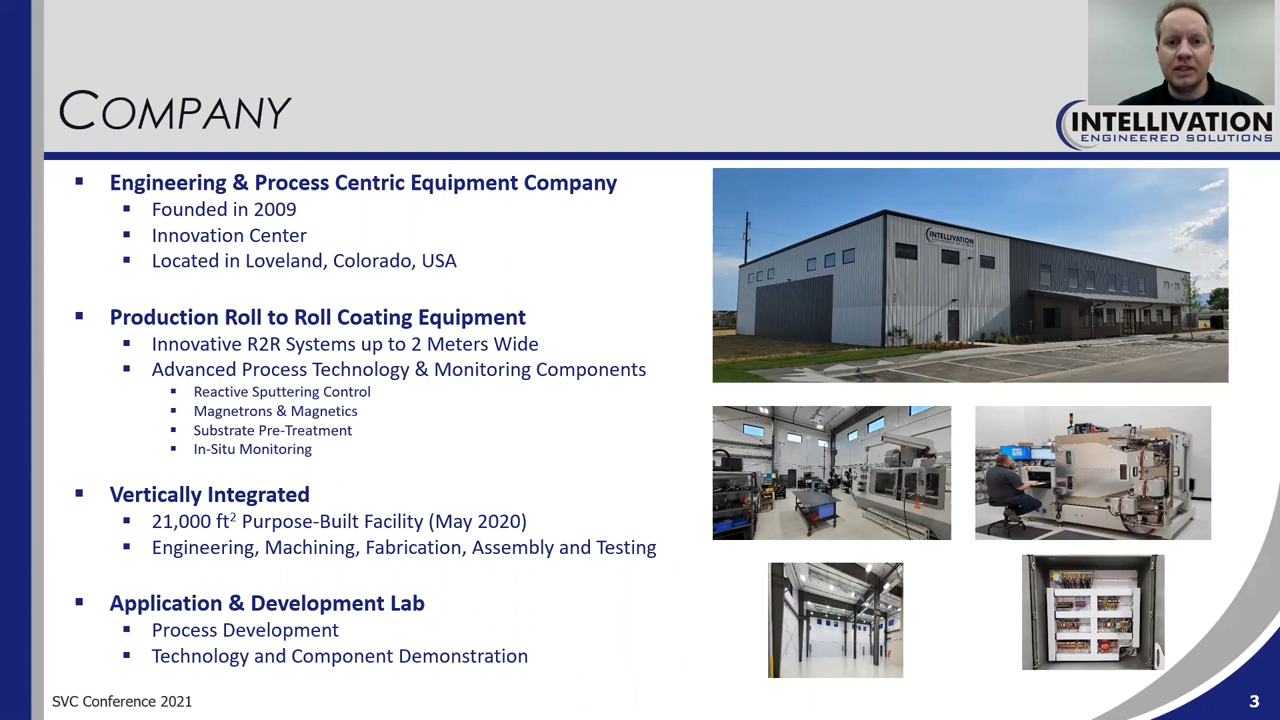 COMPANY
INTELLIVATION
ENGINEERED SOLUTIONS
▪ Engineering & Process Centric Equipment Company
▪ Founded in 2009
▪ Innovation Center
▪ Located in Loveland, Colorado, USA
▪ Production Roll to Roll Coating Equipment
▪ Innovative R2R Systems up to 2 Meters Wide
▪ Advanced Process Technology & Monitoring Components
▪ Reactive Sputtering Control
▪ Magnetrons & Magnetics
▪ Substrate Pre-Treatment
▪ In-Situ Monitoring
▪ Vertically Integrated
▪ 21,000 ft² Purpose-Built Facility (May 2020)
▪ Engineering, Machining, Fabrication, Assembly and Testing
▪ Application & Development Lab
▪ Process Development
▪ Technology and Component Demonstration
INTELLIVATION
SVC Conference 2021
3